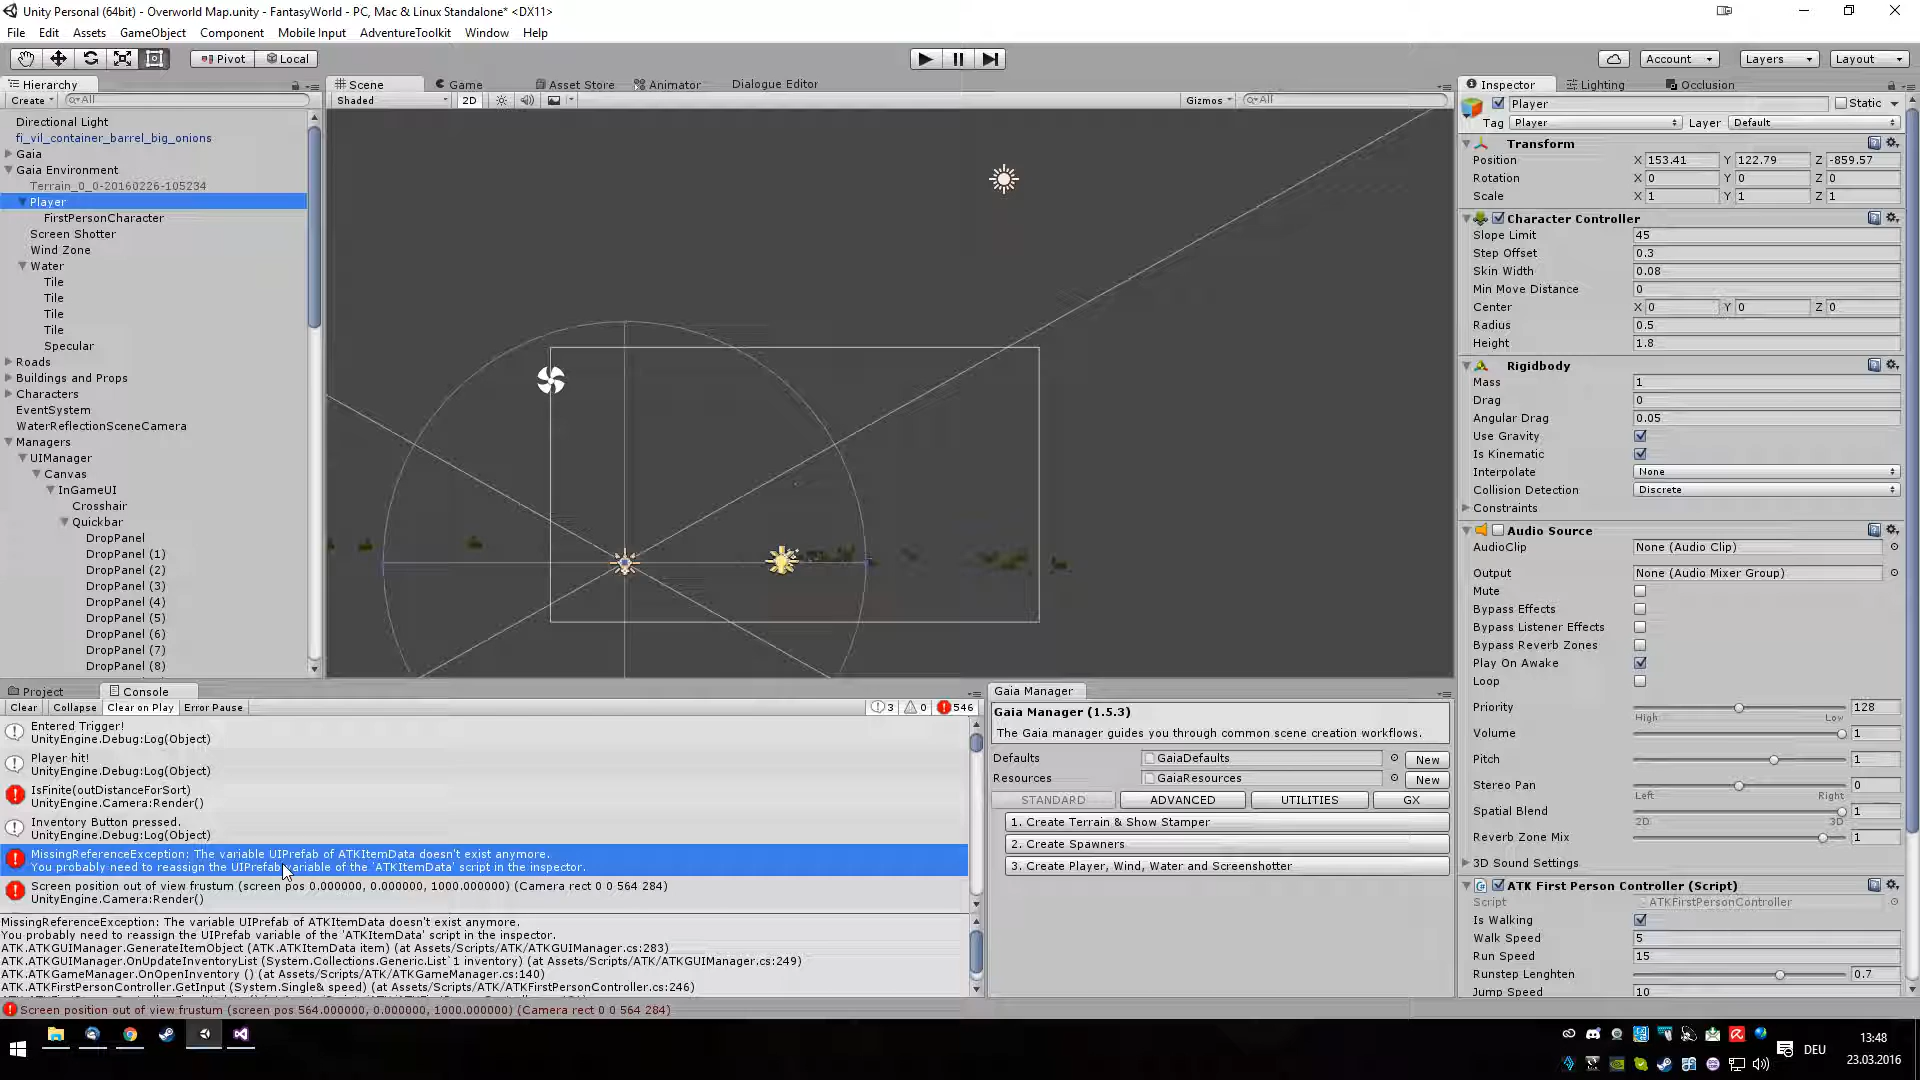 Unity Personal (64bit) - Overworld Map.unity - FantasyWorld - PC, Mac & Linux Standalone* <DX11>
File Edit Assets GameObject Component Mobile Input AdventureToolkit Window Help
Pivot Local Account Layers Layout
Hierarchy
Create All
Directional Light
fi_vil_container_barrel_big_onions
Gaia
Gaia Environment
Terrain_0_0-20160226-105234
Player
FirstPersonCharacter
Screen Shotter
Wind Zone
Water
Tile
Tile
Tile
Tile
Specular
Roads
Buildings and Props
Characters
EventSystem
WaterReflectionSceneCamera
Managers
UIManager
Canvas
InGameUI
Crosshair
Quickbar
DropPanel
DropPanel (1)
DropPanel (2)
DropPanel (3)
DropPanel (4)
DropPanel (5)
DropPanel (6)
DropPanel (7)
DropPanel (8)
Scene Game Asset Store Animator Dialogue Editor
Shaded 2D Gizmos All
Inspector Lighting Occlusion
Player Static
Tag Player Layer Default
Transform
Position X 153.41 Y 122.79 Z -859.57
Rotation X 0 Y 0 Z 0
Scale X 1 Y 1 Z 1
Character Controller
Slope Limit 45
Step Offset 0.3
Skin Width 0.08
Min Move Distance 0
Center X 0 Y 0 Z 0
Radius 0.5
Height 1.8
Rigidbody
Mass 1
Drag 0
Angular Drag 0.05
Use Gravity
Is Kinematic
Interpolate None
Collision Detection Discrete
Constraints
Audio Source
AudioClip None (Audio Clip)
Output None (Audio Mixer Group)
Mute
Bypass Effects
Bypass Listener Effects
Bypass Reverb Zones
Play On Awake
Loop
Priority 128
High Low
Volume 1
Pitch 1
Stereo Pan 0
Left Right
Spatial Blend 1
2D 3D
Reverb Zone Mix 1
3D Sound Settings
ATK First Person Controller (Script)
Script ATKFirstPersonController
Is Walking
Walk Speed 5
Run Speed 15
Runstep Lenghten 0.7
Jump Speed 10
Project Console
Clear Collapse Clear on Play Error Pause 3 0 546
Entered Trigger!
UnityEngine.Debug:Log(Object)
Player hit!
UnityEngine.Debug:Log(Object)
IsFinite(outDistanceForSort)
UnityEngine.Camera:Render()
Inventory Button pressed.
UnityEngine.Debug:Log(Object)
MissingReferenceException: The variable UIPrefab of ATKItemData doesn't exist anymore.
You probably need to reassign the UIPrefab variable of the 'ATKItemData' script in the inspector.
Screen position out of view frustum (screen pos 0.000000, 0.000000, 1000.000000) (Camera rect 0 0 564 284)
UnityEngine.Camera:Render()
MissingReferenceException: The variable UIPrefab of ATKItemData doesn't exist anymore.
You probably need to reassign the UIPrefab variable of the 'ATKItemData' script in the inspector.
ATK.ATKGUIManager.GenerateItemObject (ATK.ATKItemData item) (at Assets/Scripts/ATK/ATKGUIManager.cs:283)
ATK.ATKGUIManager.OnUpdateInventoryList (System.Collections.Generic.List`1 inventory) (at Assets/Scripts/ATK/ATKGUIManager.cs:249)
ATK.ATKGameManager.OnOpenInventory () (at Assets/Scripts/ATK/ATKGameManager.cs:140)
ATK.ATKFirstPersonController.GetInput (System.Single& speed) (at Assets/Scripts/ATK/ATKFirstPersonController.cs:246)
Screen position out of view frustum (screen pos 564.000000, 0.000000, 1000.000000) (Camera rect 0 0 564 284)
Gaia Manager
Gaia Manager (1.5.3)
The Gaia manager guides you through common scene creation workflows.
Defaults GaiaDefaults New
Resources GaiaResources New
STANDARD ADVANCED UTILITIES GX
1. Create Terrain & Show Stamper
2. Create Spawners
3. Create Player, Wind, Water and Screenshotter
DEU
13:48
23.03.2016